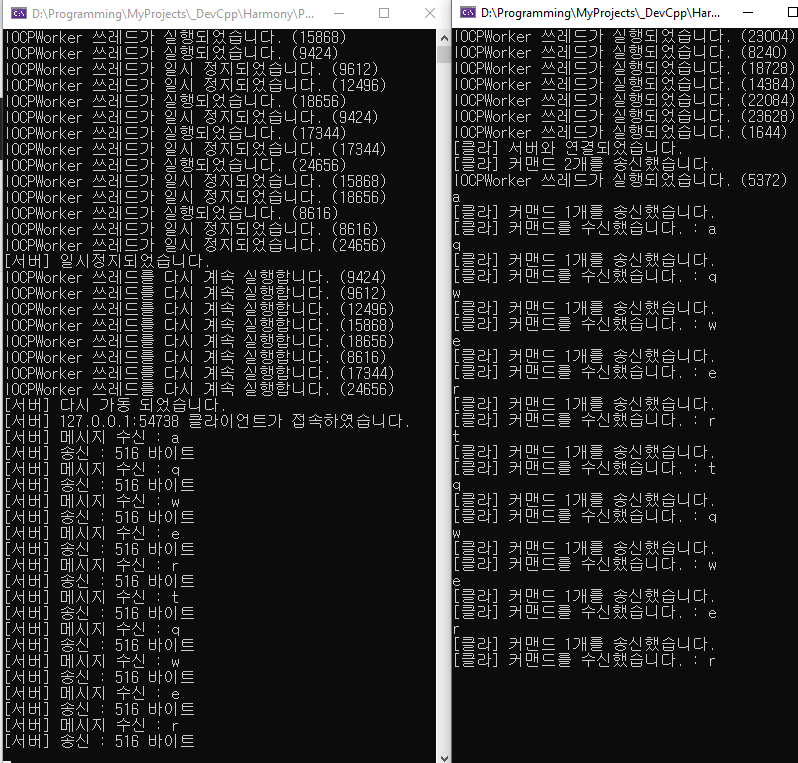 D:\Programming\MyProjects\_DevCpp\Harmony\P...
IOCPWorker 쓰레드가 실행되었습니다. (15868)
IOCPWorker 쓰레드가 실행되었습니다. (9424)
IOCPWorker 쓰레드가 일시 정지되었습니다. (9612)
IOCPWorker 쓰레드가 일시 정지되었습니다. (12496)
IOCPWorker 쓰레드가 실행되었습니다. (18656)
IOCPWorker 쓰레드가 일시 정지되었습니다. (9424)
IOCPWorker 쓰레드가 실행되었습니다. (17344)
IOCPWorker 쓰레드가 일시 정지되었습니다. (17344)
IOCPWorker 쓰레드가 실행되었습니다. (24656)
IOCPWorker 쓰레드가 일시 정지되었습니다. (15868)
IOCPWorker 쓰레드가 일시 정지되었습니다. (18656)
IOCPWorker 쓰레드가 실행되었습니다. (8616)
IOCPWorker 쓰레드가 일시 정지되었습니다. (8616)
IOCPWorker 쓰레드가 일시 정지되었습니다. (24656)
[서버] 일시정지되었습니다.
IOCPWorker 쓰레드를 다시 계속 실행합니다. (9424)
IOCPWorker 쓰레드를 다시 계속 실행합니다. (9612)
IOCPWorker 쓰레드를 다시 계속 실행합니다. (12496)
IOCPWorker 쓰레드를 다시 계속 실행합니다. (15868)
IOCPWorker 쓰레드를 다시 계속 실행합니다. (18656)
IOCPWorker 쓰레드를 다시 계속 실행합니다. (8616)
IOCPWorker 쓰레드를 다시 계속 실행합니다. (17344)
IOCPWorker 쓰레드를 다시 계속 실행합니다. (24656)
[서버] 다시 가동 되었습니다.
[서버] 127.0.0.1:54738 클라이언트가 접속하였습니다.
[서버] 메시지 수신 : a
[서버] 송신 : 516 바이트
[서버] 메시지 수신 : q
[서버] 송신 : 516 바이트
[서버] 메시지 수신 : w
[서버] 송신 : 516 바이트
[서버] 메시지 수신 : e
[서버] 송신 : 516 바이트
[서버] 메시지 수신 : r
[서버] 송신 : 516 바이트
[서버] 메시지 수신 : t
[서버] 송신 : 516 바이트
[서버] 메시지 수신 : q
[서버] 송신 : 516 바이트
[서버] 메시지 수신 : w
[서버] 송신 : 516 바이트
[서버] 메시지 수신 : e
[서버] 송신 : 516 바이트
[서버] 메시지 수신 : r
[서버] 송신 : 516 바이트
D:\Programming\MyProjects\_DevCpp\Har...
IOCPWorker 쓰레드가 실행되었습니다. (23004)
IOCPWorker 쓰레드가 실행되었습니다. (8240)
IOCPWorker 쓰레드가 실행되었습니다. (18728)
IOCPWorker 쓰레드가 실행되었습니다. (14384)
IOCPWorker 쓰레드가 실행되었습니다. (22084)
IOCPWorker 쓰레드가 실행되었습니다. (23628)
IOCPWorker 쓰레드가 실행되었습니다. (1644)
[클라] 서버와 연결되었습니다.
[클라] 커맨드 2개를 송신했습니다.
IOCPWorker 쓰레드가 실행되었습니다. (5372)
a
[클라] 커맨드 1개를 송신했습니다.
[클라] 커맨드를 수신했습니다. : a
q
[클라] 커맨드 1개를 송신했습니다.
[클라] 커맨드를 수신했습니다. : q
w
[클라] 커맨드 1개를 송신했습니다.
[클라] 커맨드를 수신했습니다. : w
e
[클라] 커맨드 1개를 송신했습니다.
[클라] 커맨드를 수신했습니다. : e
r
[클라] 커맨드 1개를 송신했습니다.
[클라] 커맨드를 수신했습니다. : r
t
[클라] 커맨드 1개를 송신했습니다.
[클라] 커맨드를 수신했습니다. : t
q
[클라] 커맨드 1개를 송신했습니다.
[클라] 커맨드를 수신했습니다. : q
w
[클라] 커맨드 1개를 송신했습니다.
[클라] 커맨드를 수신했습니다. : w
e
[클라] 커맨드 1개를 송신했습니다.
[클라] 커맨드를 수신했습니다. : e
r
[클라] 커맨드 1개를 송신했습니다.
[클라] 커맨드를 수신했습니다. : r